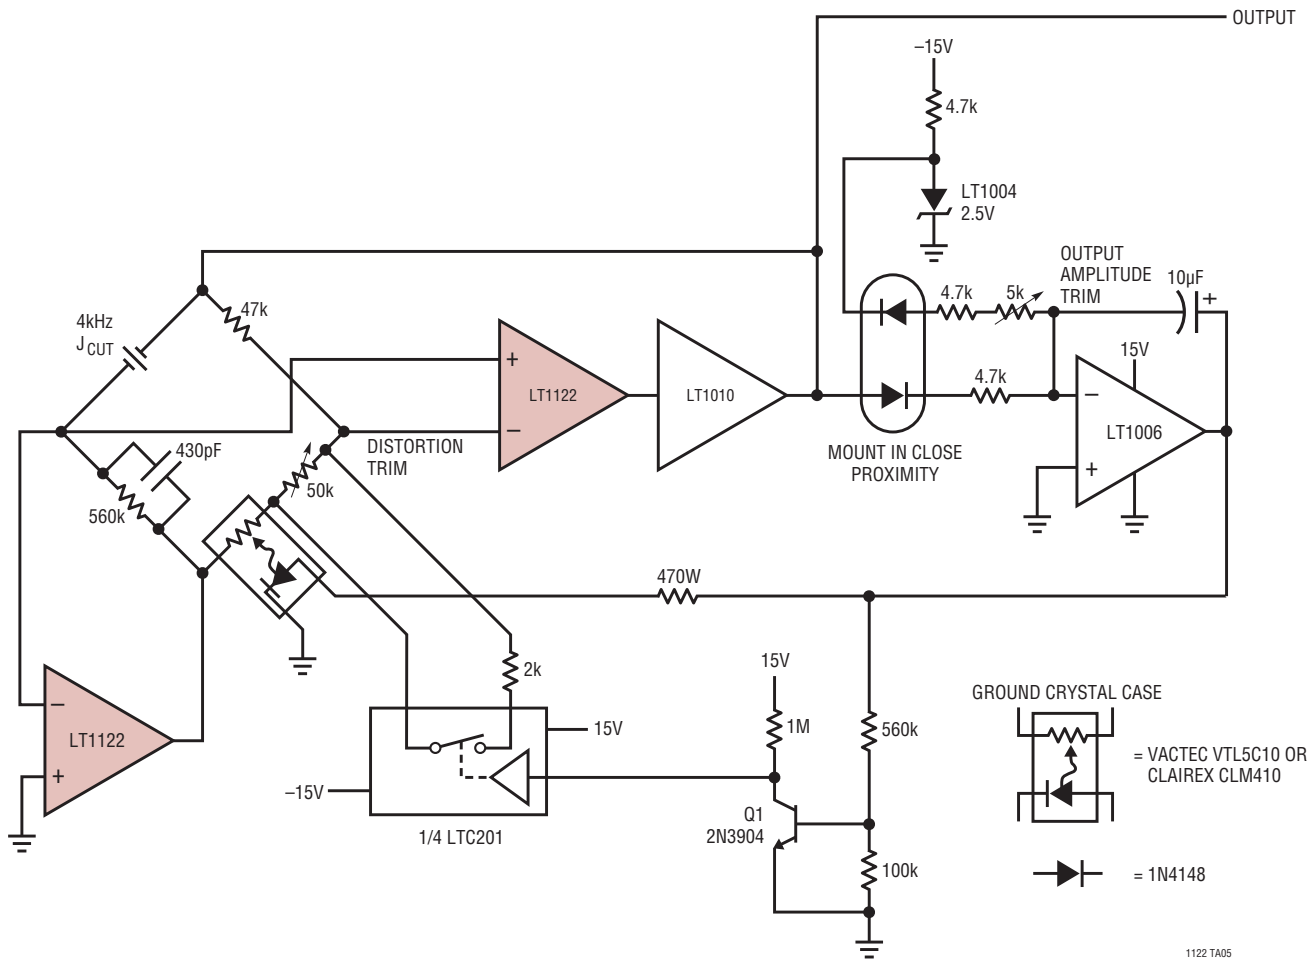 OUTPUT
–15V
4.7k
LT1004
2.5V
OUTPUT
AMPLITUDE
TRIM
10µF
+
47k
4kHz
JCUT
4.7k
5k
15V
+
LT1122
–
LT1010
4.7k
–
LT1006
+
DISTORTION
TRIM
MOUNT IN CLOSE
PROXIMITY
430pF
50k
560k
470W
2k
15V
GROUND CRYSTAL CASE
–
LT1122
+
15V
1M
560k
= VACTEC VTL5C10 OR
CLAIREX CLM410
–15V
Q1
2N3904
1/4 LTC201
100k
= 1N4148
1122 TA05